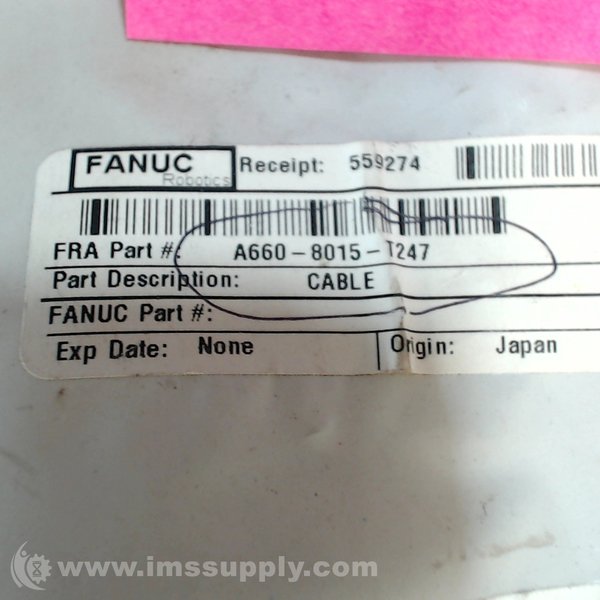 FANUC Robotics Receipt: 559274
FRA Part #: A660-8015-T247
Part Description: CABLE
FANUC Part #:
Exp Date: None Origin: Japan
www.imssupply.com